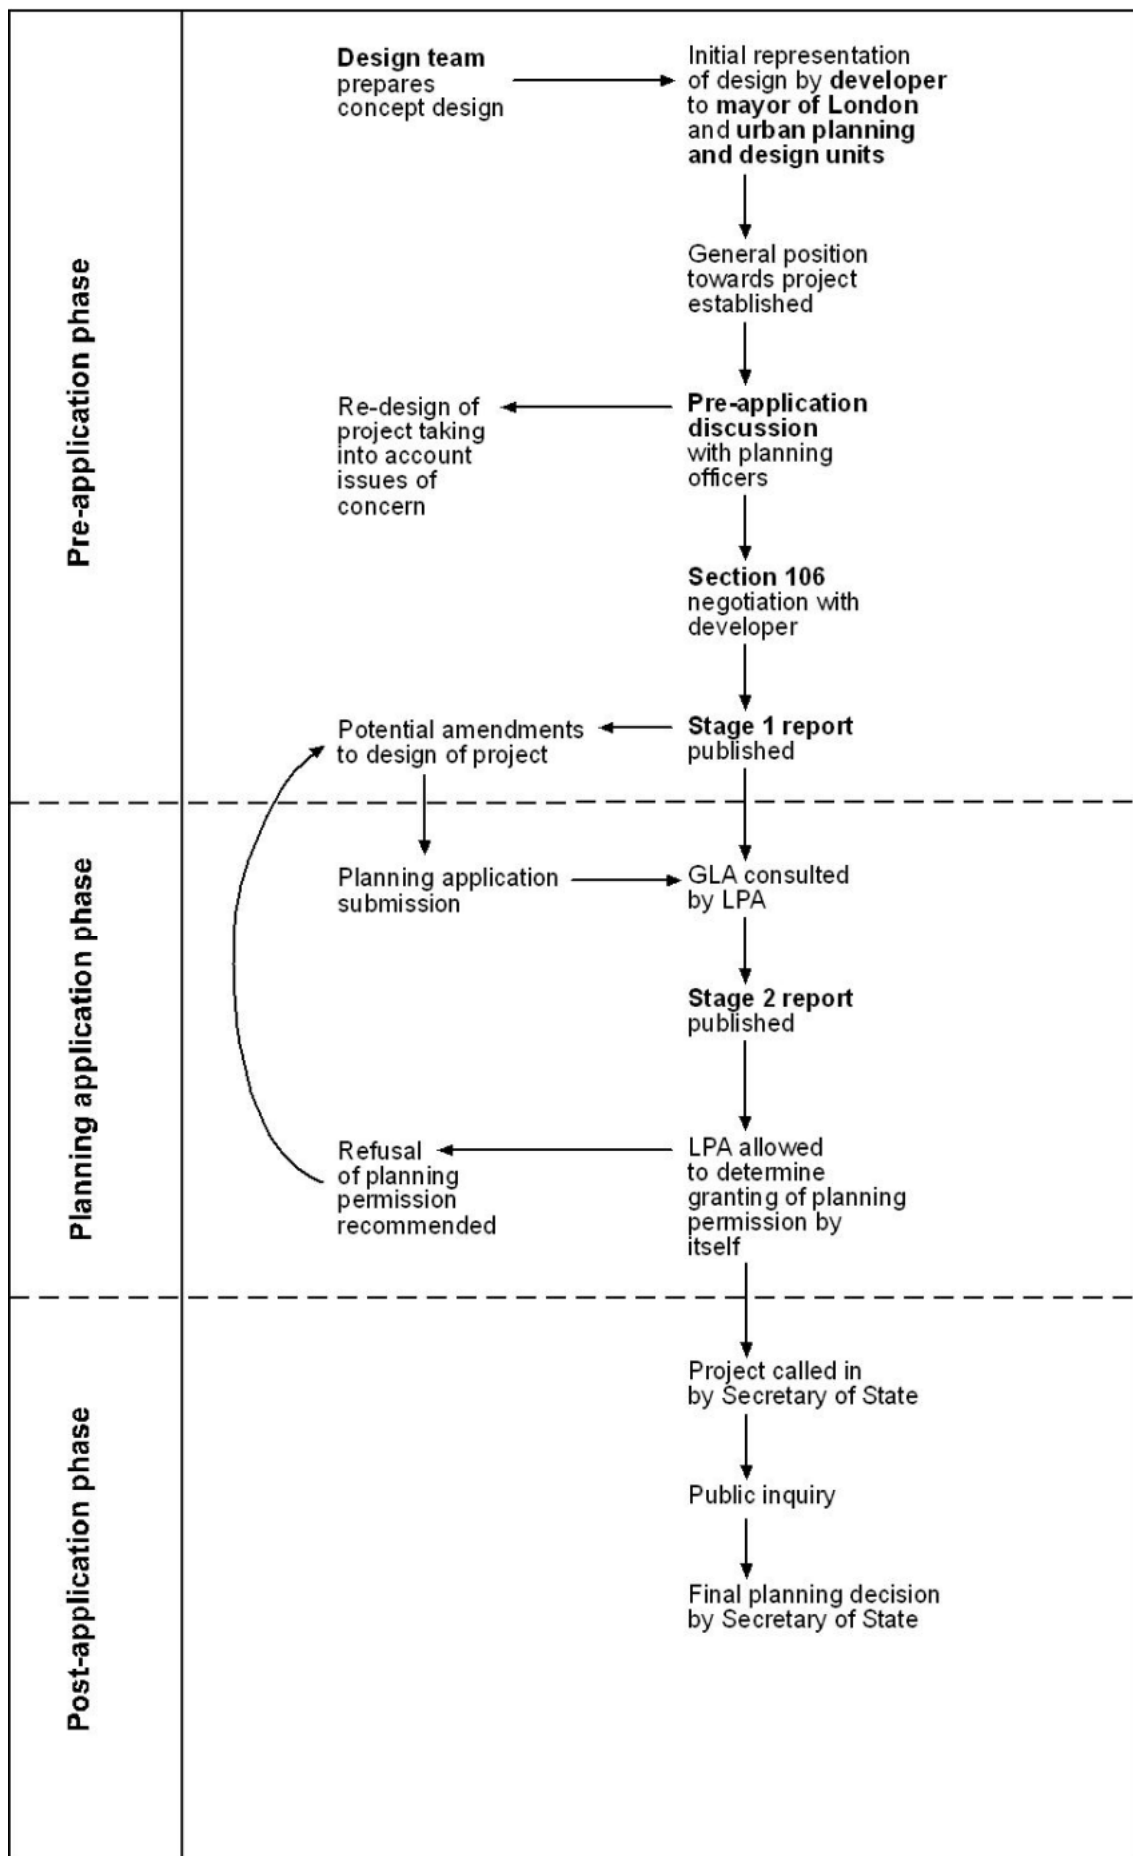 Pre-application phase
Design team
prepares
concept design
Initial representation
of design by developer
to mayor of London
and urban planning
and design units
General position
towards project
established
Re-design of
project taking
into account
issues of
concern
Pre-application
discussion
with planning
officers
Section 106
negotiation with
developer
Potential amendments
to design of project
Stage 1 report
published
Planning application phase
Planning application
submission
GLA consulted
by LPA
Stage 2 report
published
Refusal
of planning
permission
recommended
LPA allowed
to determine
granting of planning
permission by
itself
Post-application phase
Project called in
by Secretary of State
Public inquiry
Final planning decision
by Secretary of State